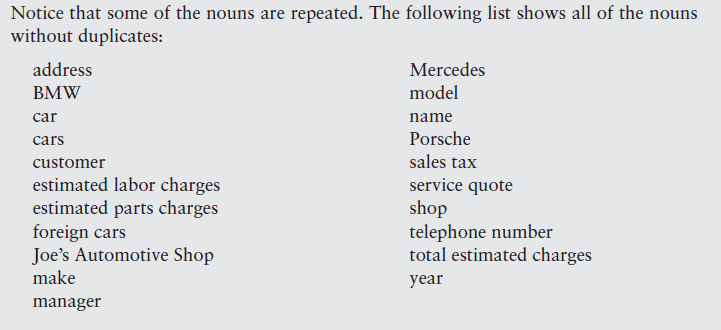 Notice that some of the nouns are repeated. The following list shows all of the nouns
without duplicates:
address
BMW
car
cars
customer
estimated labor charges
estimated parts charges
foreign cars
Joe's Automotive Shop
make
manager
Mercedes
model
name
Porsche
sales tax
service quote
shop
telephone number
total estimated charges
year